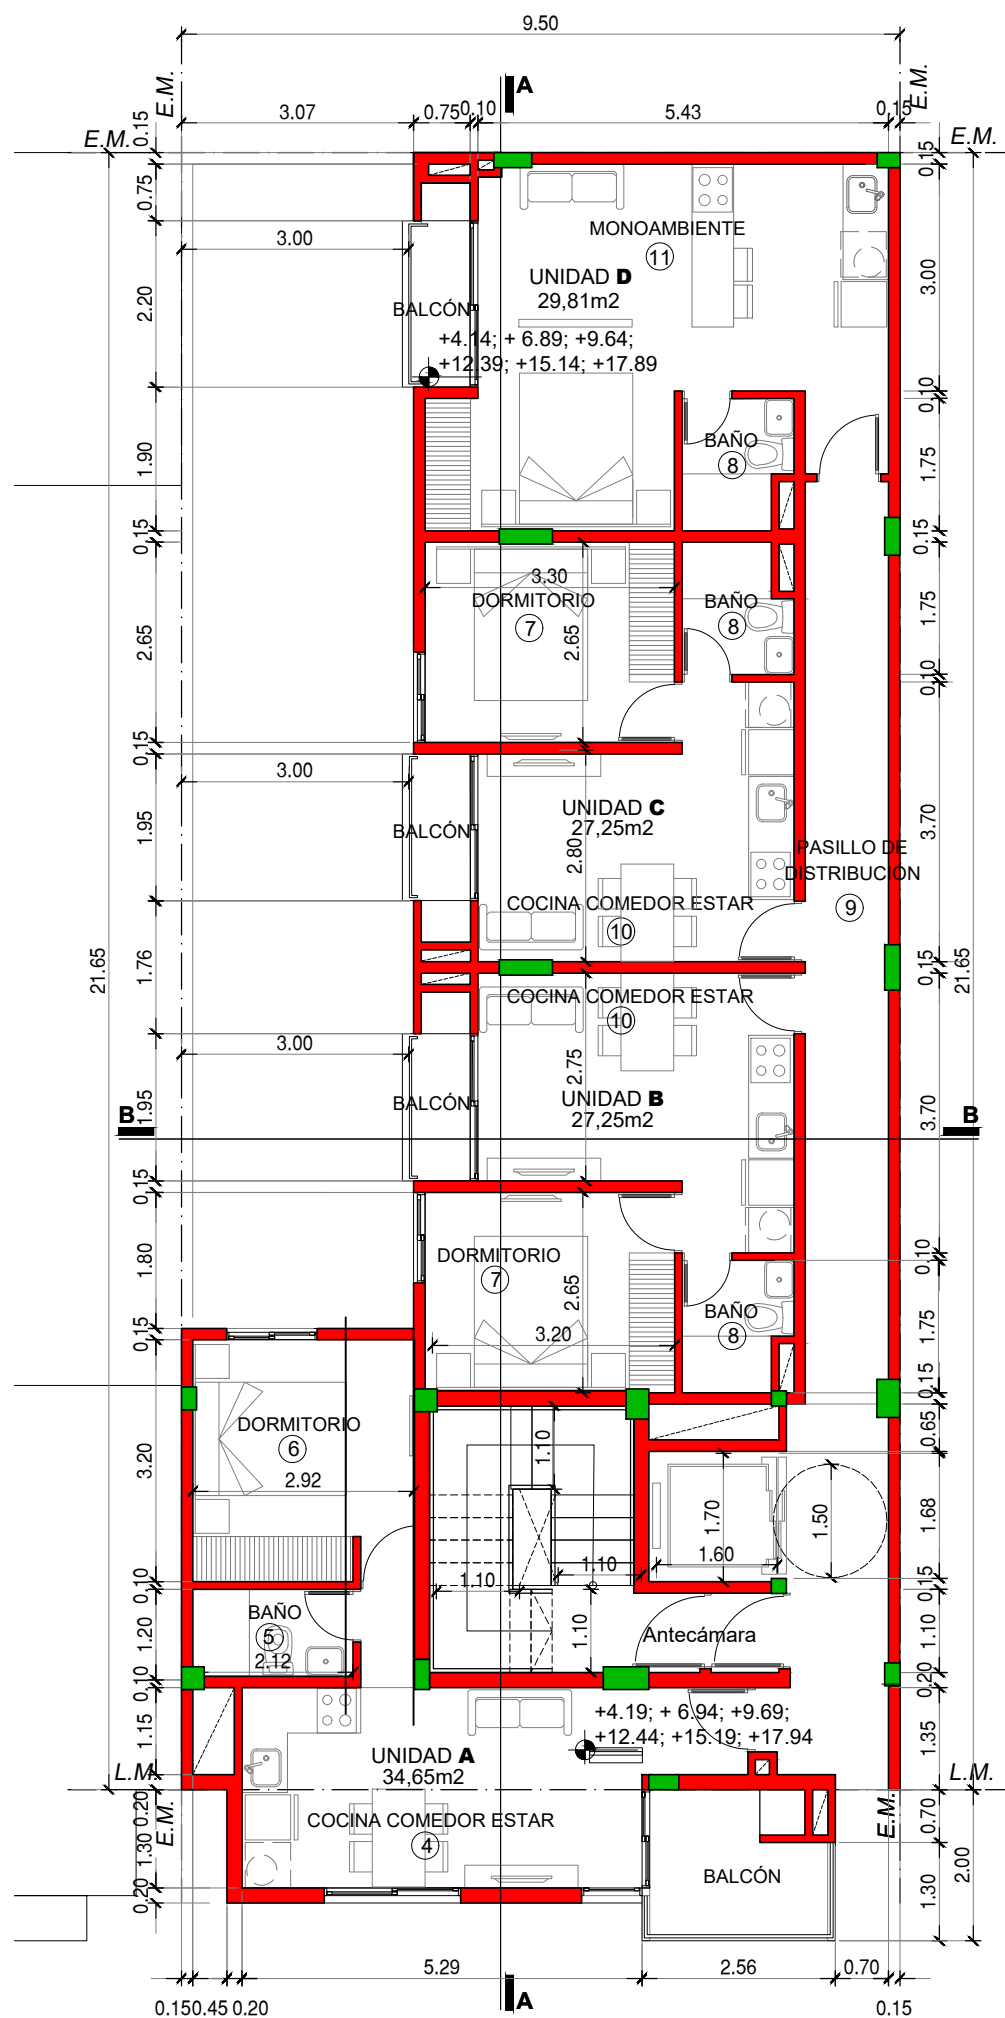 9.50
E.M.
E.M.
A
3.07
0.75
0.10
5.43
0.15
E.M.
E.M.
0.15
0.15
0.75
MONOAMBIENTE
11
3.00
UNIDAD D
29,81m2
3.00
2.20
BALCÓN
+4.14; + 6.89; +9.64;
+12.39; +15.14; +17.89
0.10
1.90
BAÑO
8
1.75
0.15
0.15
3.30
DORMITORIO
7
2.65
2.65
BAÑO
8
1.75
0.10
0.15
3.00
UNIDAD C
27,25m2
1.95
BALCÓN
2.80
3.70
PASILLO DE
DISTRIBUCIÓN
9
COCINA COMEDOR ESTAR
10
21.65
1.76
0.15
21.65
COCINA COMEDOR ESTAR
10
3.00
2.75
BALCÓN
UNIDAD B
27,25m2
1.95
3.70
B
B
0.15
1.80
DORMITORIO
7
2.65
3.20
0.10
BAÑO
8
1.75
0.15
0.15
0.65
DORMITORIO
6
2.92
3.20
1.10
1.70
1.60
1.50
1.68
1.10
1.10
0.10
0.15
BAÑO
5
2.12
1.20
1.10
Antecámara
1.10
0.10
0.20
+4.19; + 6.94; +9.69;
+12.44; +15.19; +17.94
1.15
1.35
UNIDAD A
34,65m2
L.M.
L.M.
E.M.
E.M.
0.20
0.70
COCINA COMEDOR ESTAR
4
1.30
BALCÓN
2.00
1.30
0.20
5.29
2.56
0.70
0.15
0.45
0.20
A
0.15